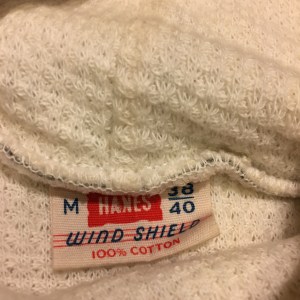 M HANES 38
40
WIND SHIELD
100% COTTON